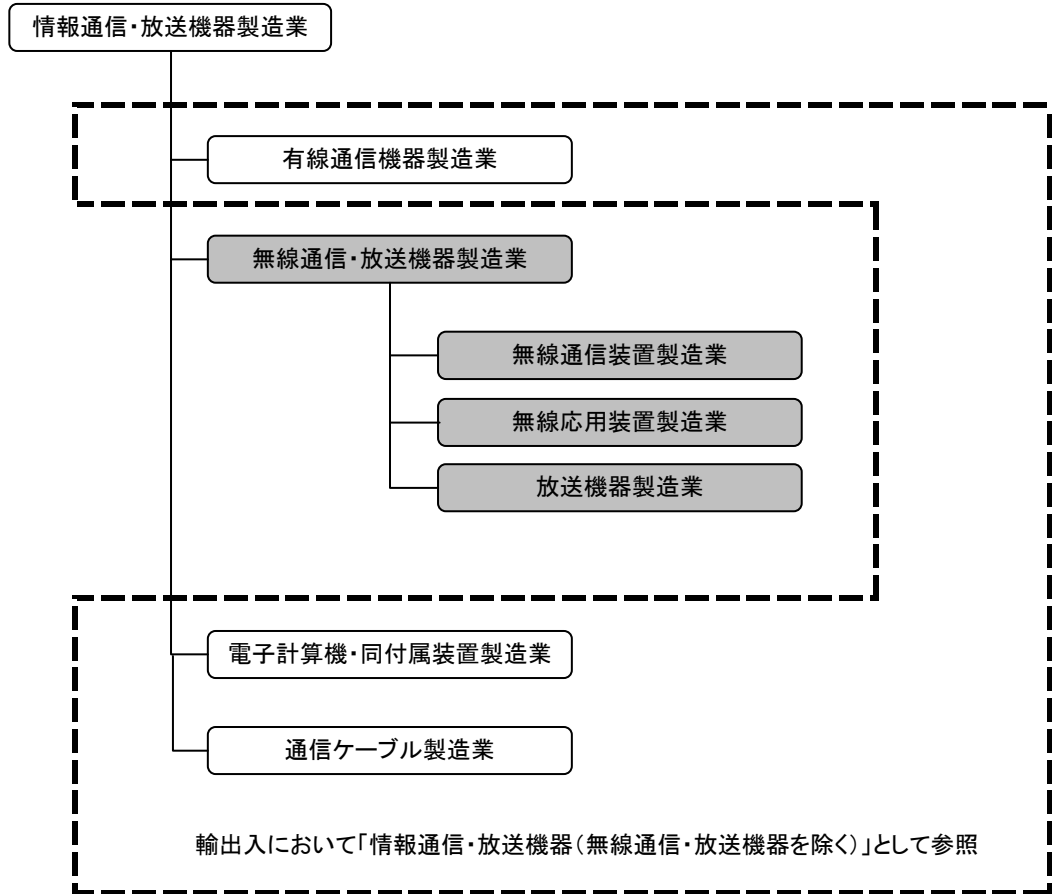 情報通信・放送機器製造業
有線通信機器製造業
無線通信・放送機器製造業
無線通信装置製造業
無線応用装置製造業
放送機器製造業
電子計算機・同付属装置製造業
通信ケーブル製造業
輸出入において「情報通信・放送機器（無線通信・放送機器を除く）」として参照